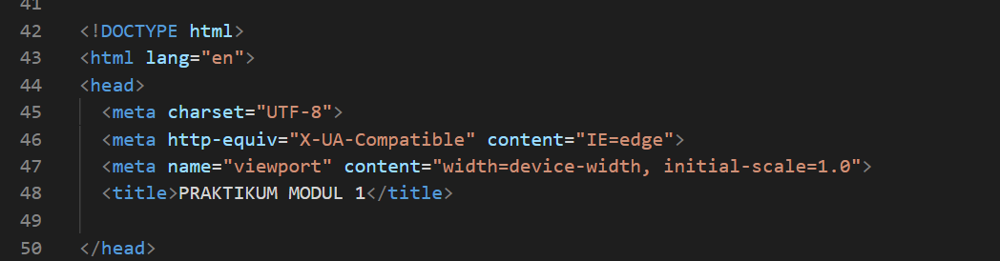 41
42 <!DOCTYPE html>
43 <html lang="en">
44 <head>
45 <meta charset="UTF-8">
46 <meta http-equiv="X-UA-Compatible" content="IE=edge">
47 <meta name="viewport" content="width=device-width, initial-scale=1.0">
48 <title>PRAKTIKUM MODUL 1</title>
49
50 </head>